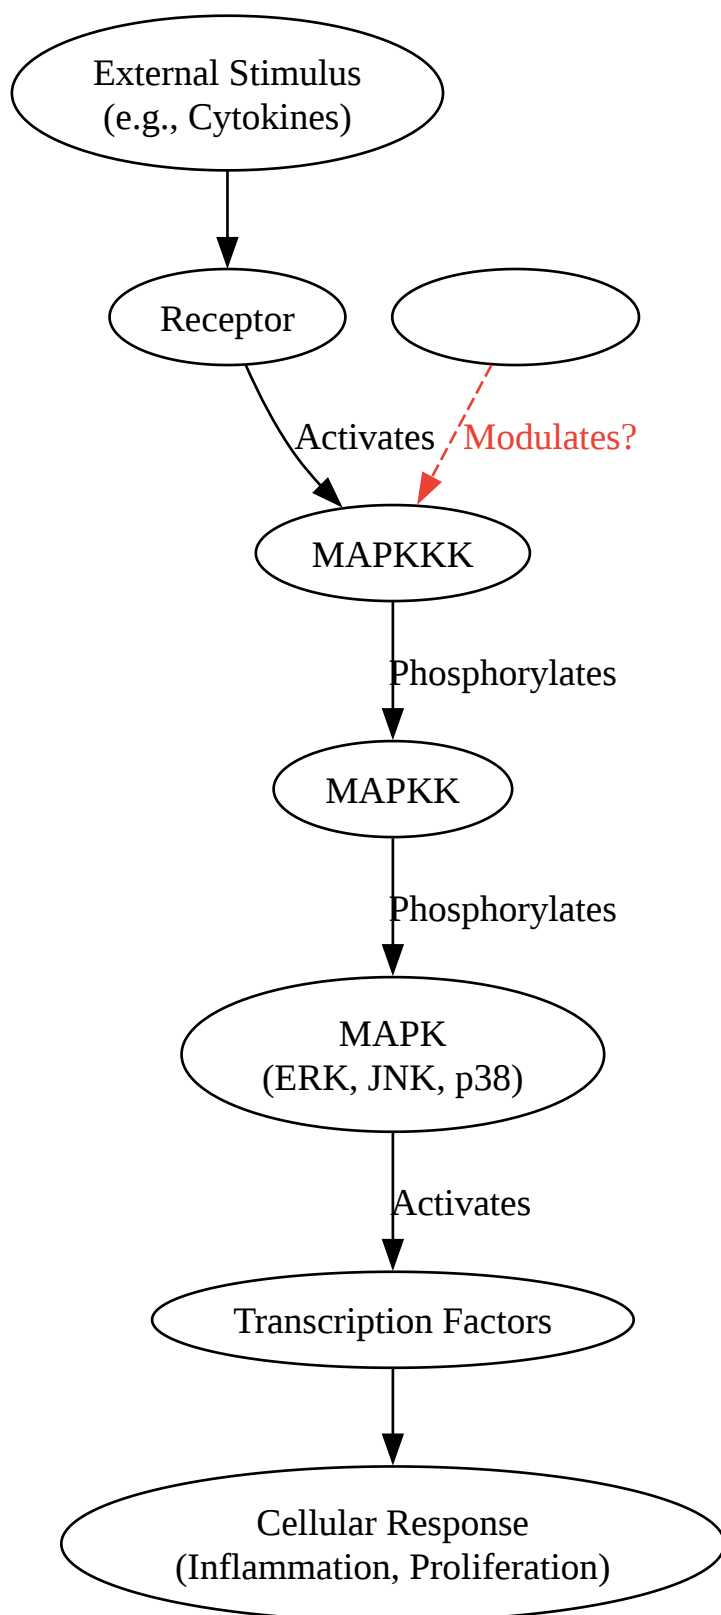 External Stimulus
(e.g., Cytokines)
Receptor
Activates
Modulates?
MAPKKK
Phosphorylates
MAPKK
Phosphorylates
MAPK
(ERK, JNK, p38)
Activates
Transcription Factors
Cellular Response
(Inflammation, Proliferation)